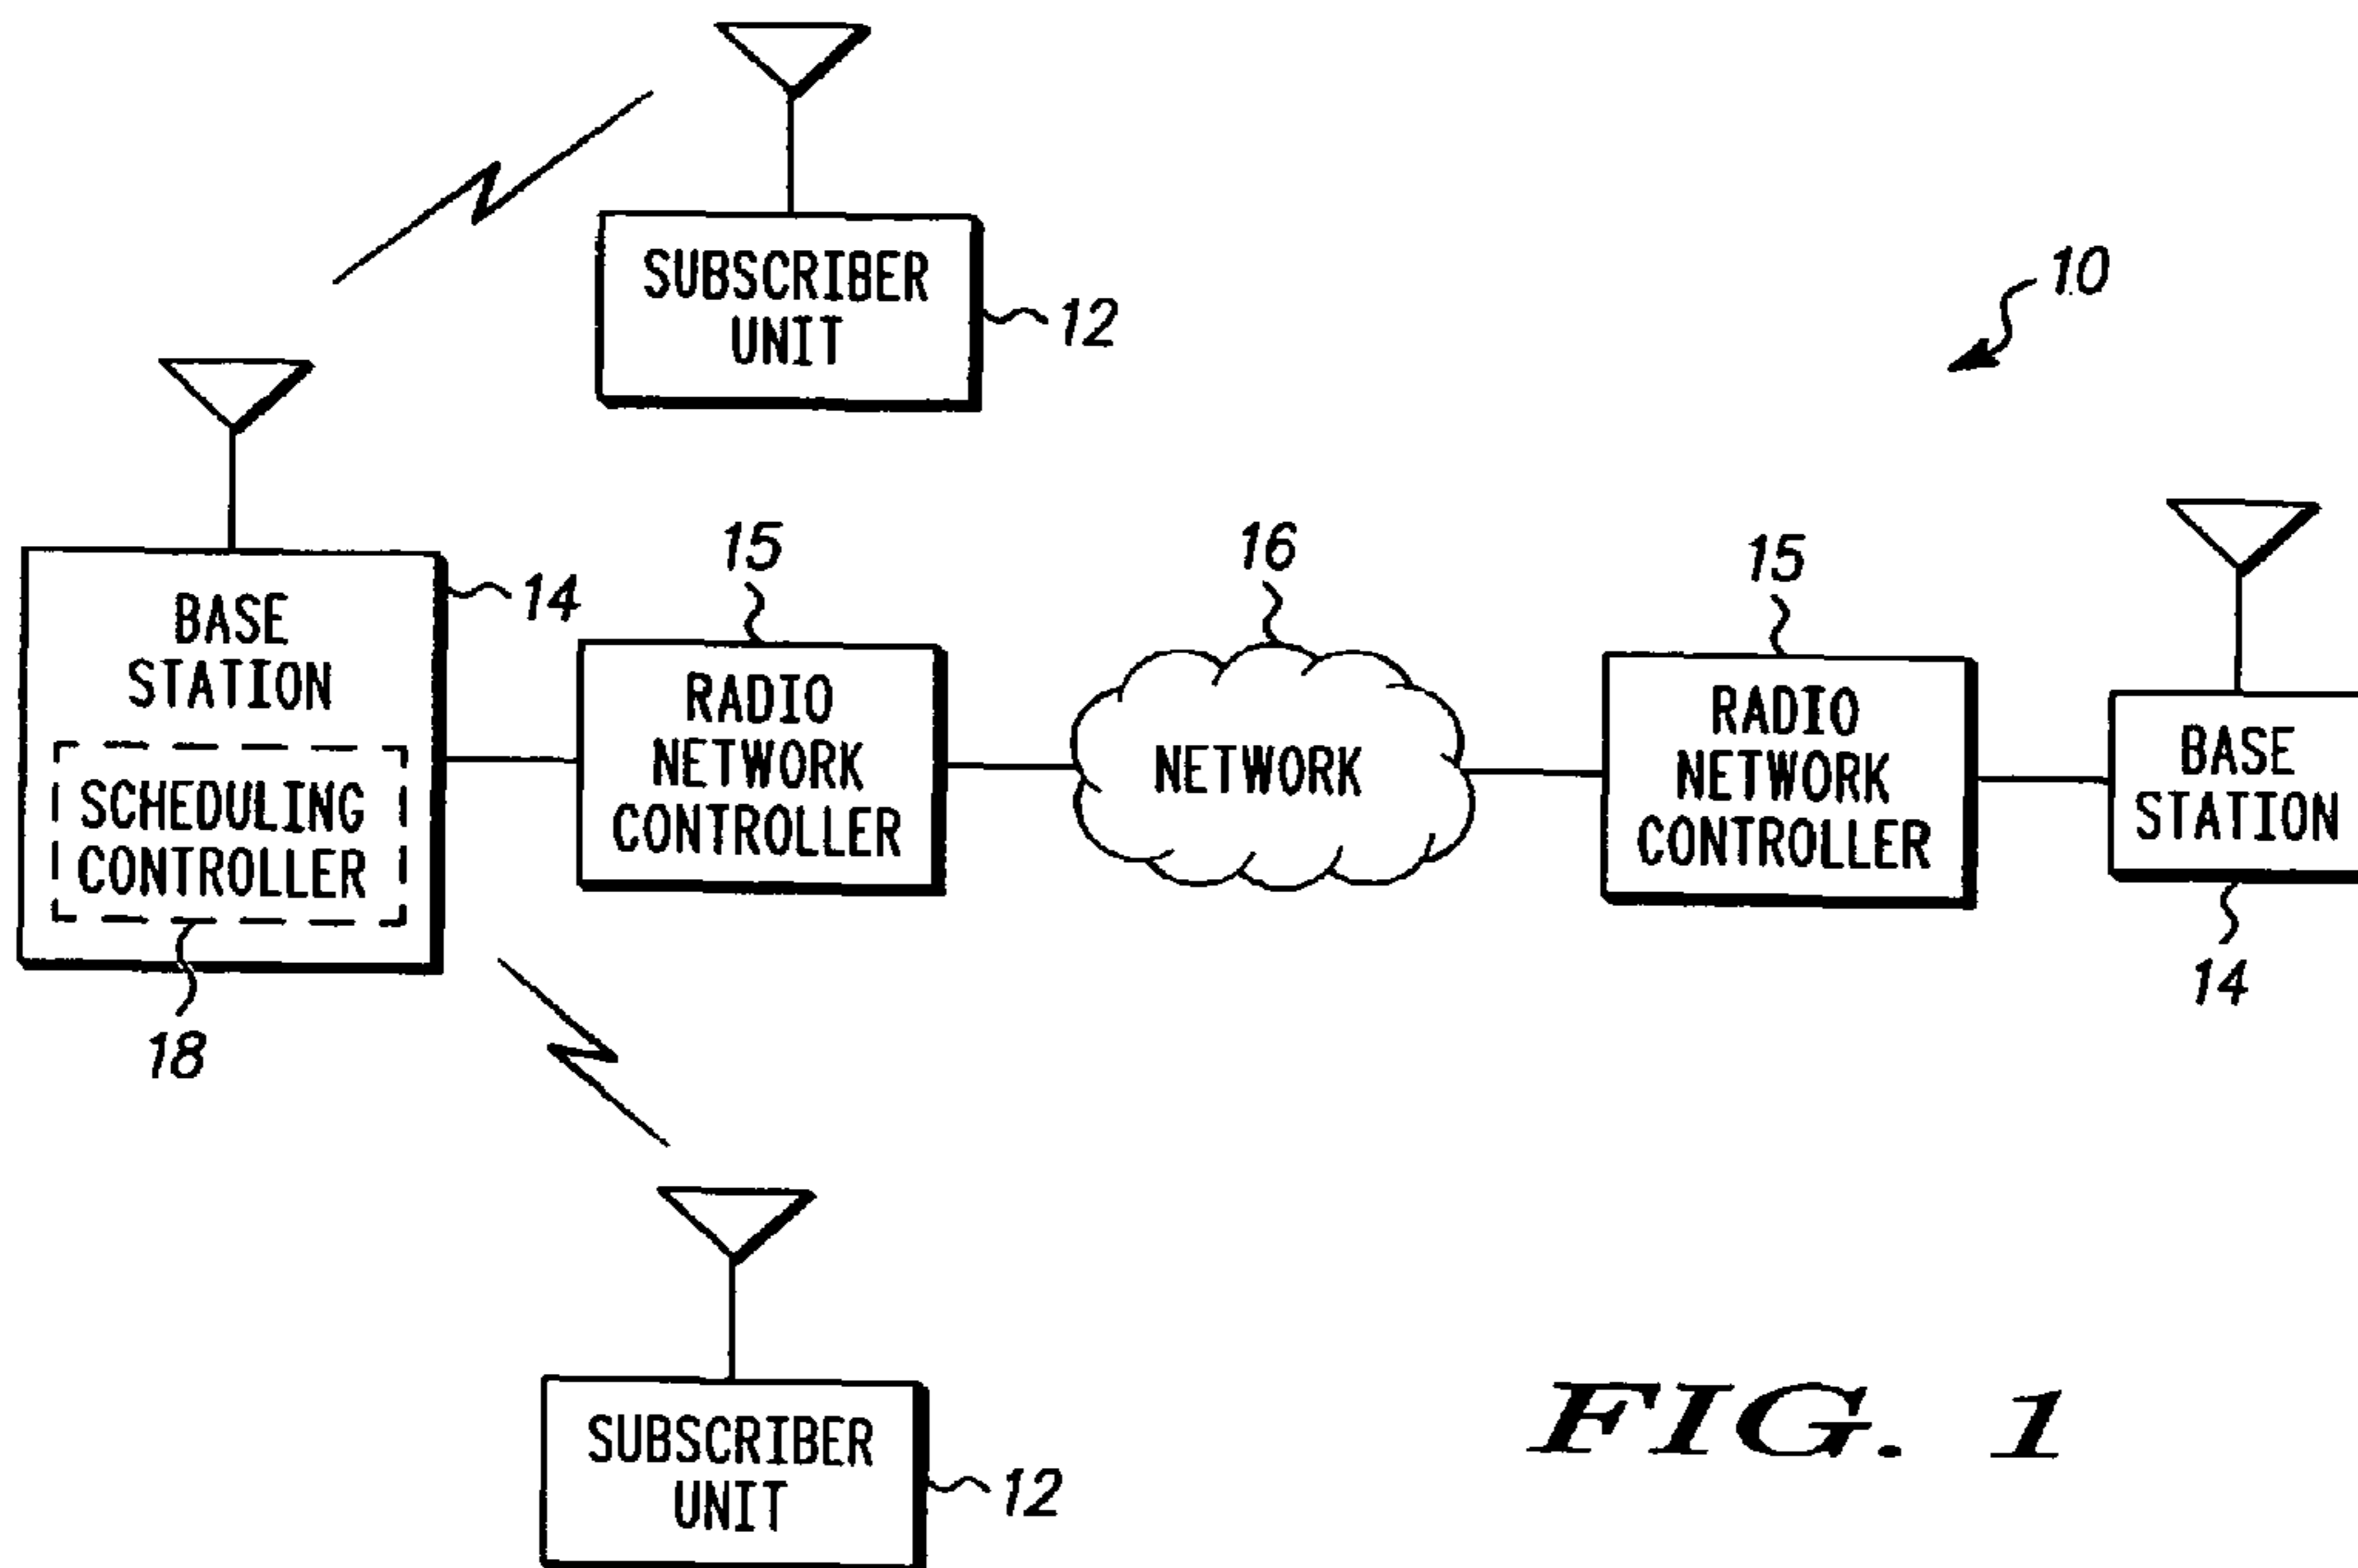 SUBSCRIBER
UNIT
12
10
BASE
STATION
14
SCHEDULING
CONTROLLER
18
15
RADIO
NETWORK
CONTROLLER
16
NETWORK
15
RADIO
NETWORK
CONTROLLER
BASE
STATION
14
SUBSCRIBER
UNIT
12
FIG. 1